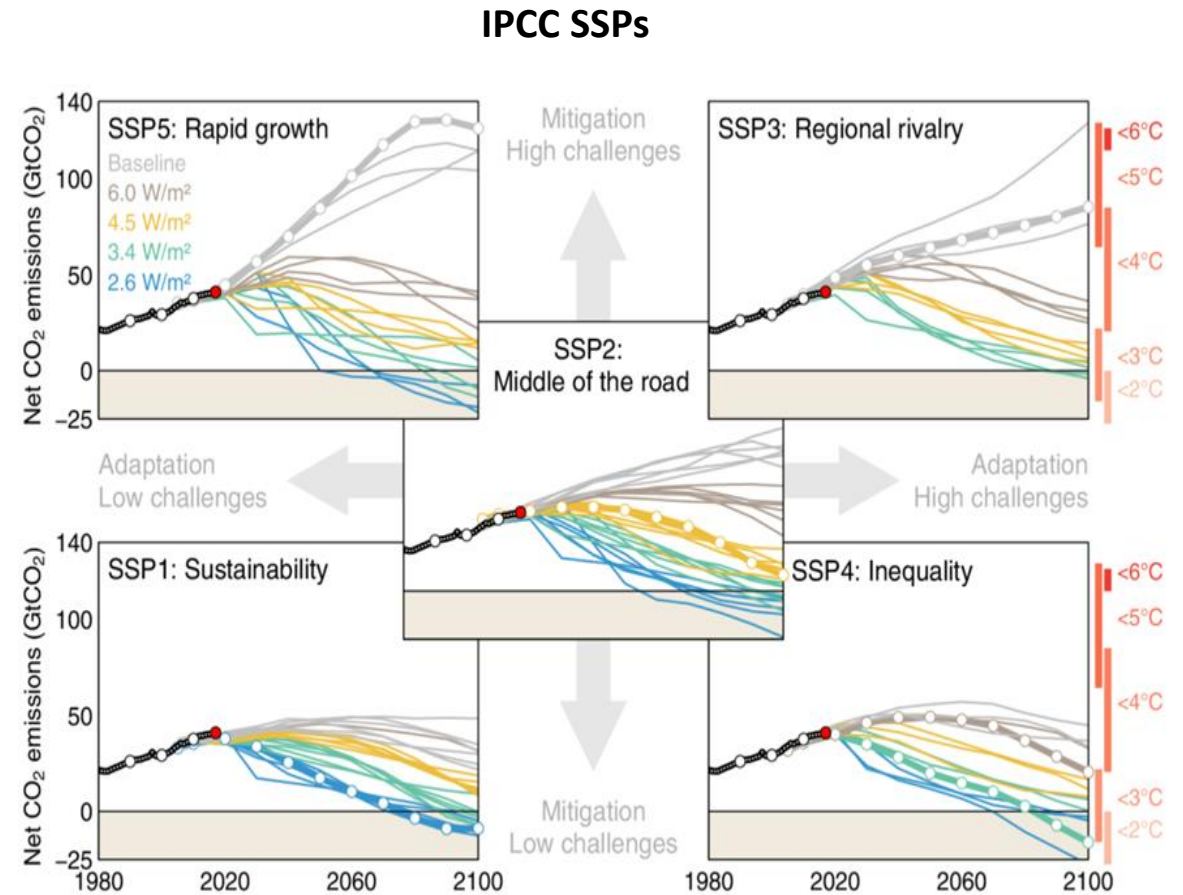 IPCC SSPs
Net CO₂ emissions (GtCO₂)
140
100
50
0
−25
SSP5: Rapid growth
Baseline
6.0 W/m²
4.5 W/m²
3.4 W/m²
2.6 W/m²
Mitigation
High challenges
SSP3: Regional rivalry
<6°C
<5°C
<4°C
<3°C
<2°C
SSP2:
Middle of the road
Adaptation
Low challenges
Adaptation
High challenges
Net CO₂ emissions (GtCO₂)
140
100
50
0
−25
SSP1: Sustainability
SSP4: Inequality
<6°C
<5°C
<4°C
<3°C
<2°C
Mitigation
Low challenges
1980 2020 2060 2100
1980 2020 2060 2100